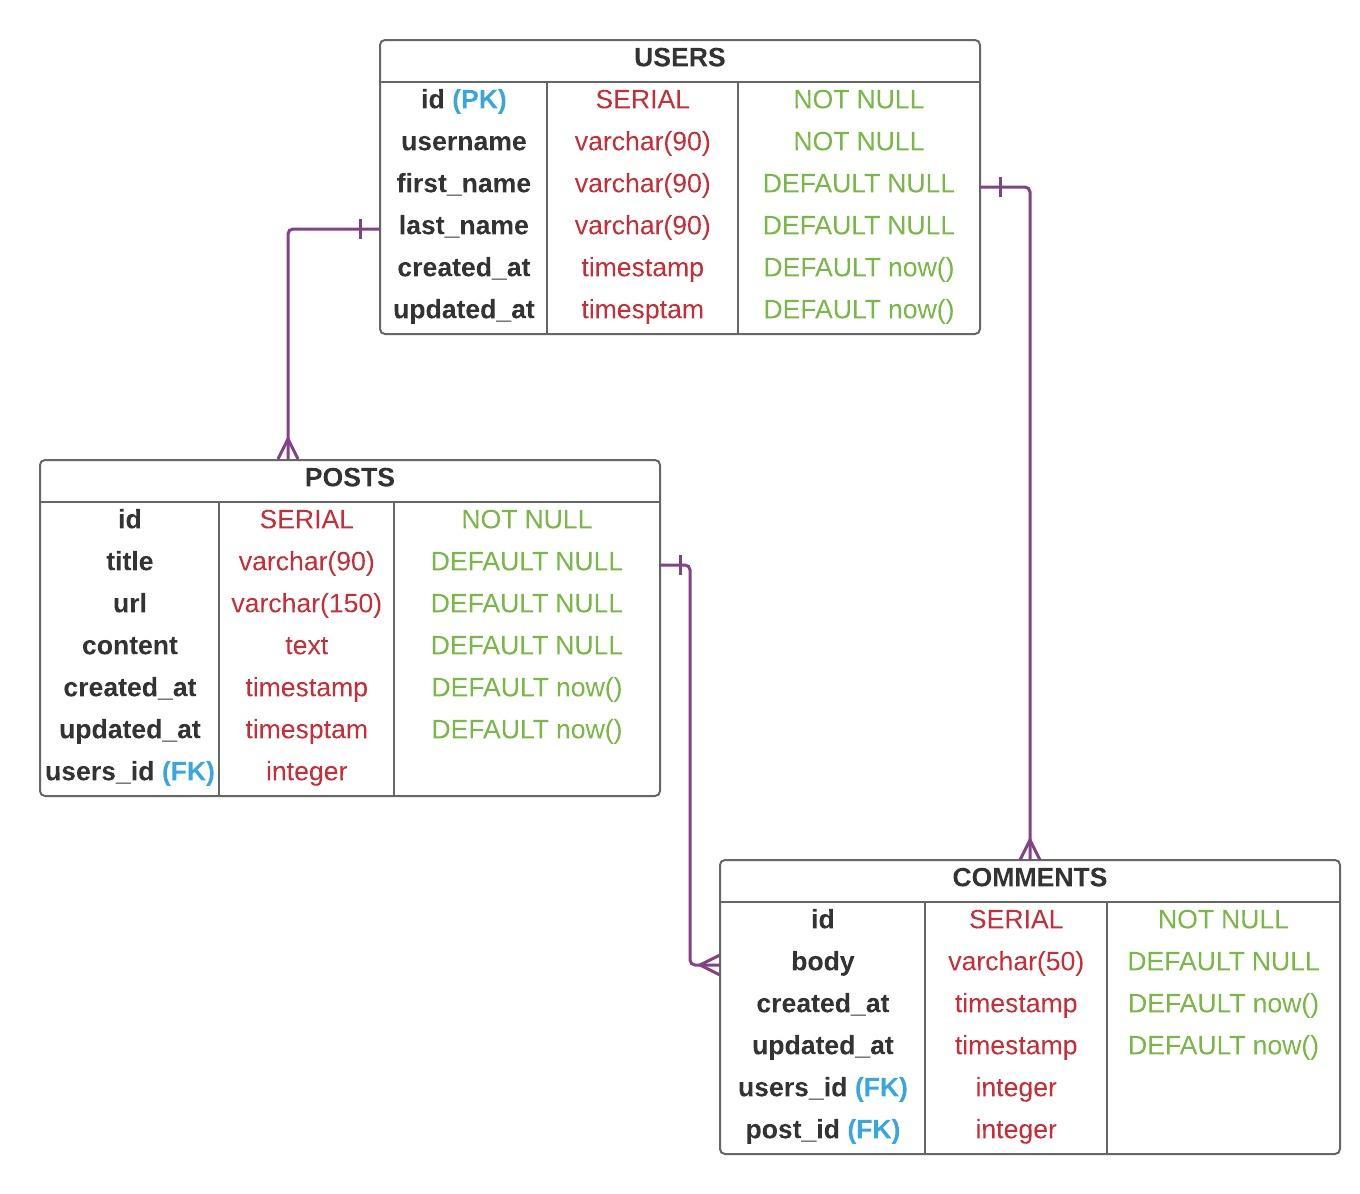 USERS
id (PK) SERIAL NOT NULL
username varchar(90) NOT NULL
first_name varchar(90) DEFAULT NULL
last_name varchar(90) DEFAULT NULL
created_at timestamp DEFAULT now()
updated_at timesptam DEFAULT now()
POSTS
id SERIAL NOT NULL
title varchar(90) DEFAULT NULL
url varchar(150) DEFAULT NULL
content text DEFAULT NULL
created_at timestamp DEFAULT now()
updated_at timesptam DEFAULT now()
users_id (FK) integer
COMMENTS
id SERIAL NOT NULL
body varchar(50) DEFAULT NULL
created_at timestamp DEFAULT now()
updated_at timestamp DEFAULT now()
users_id (FK) integer
post_id (FK) integer